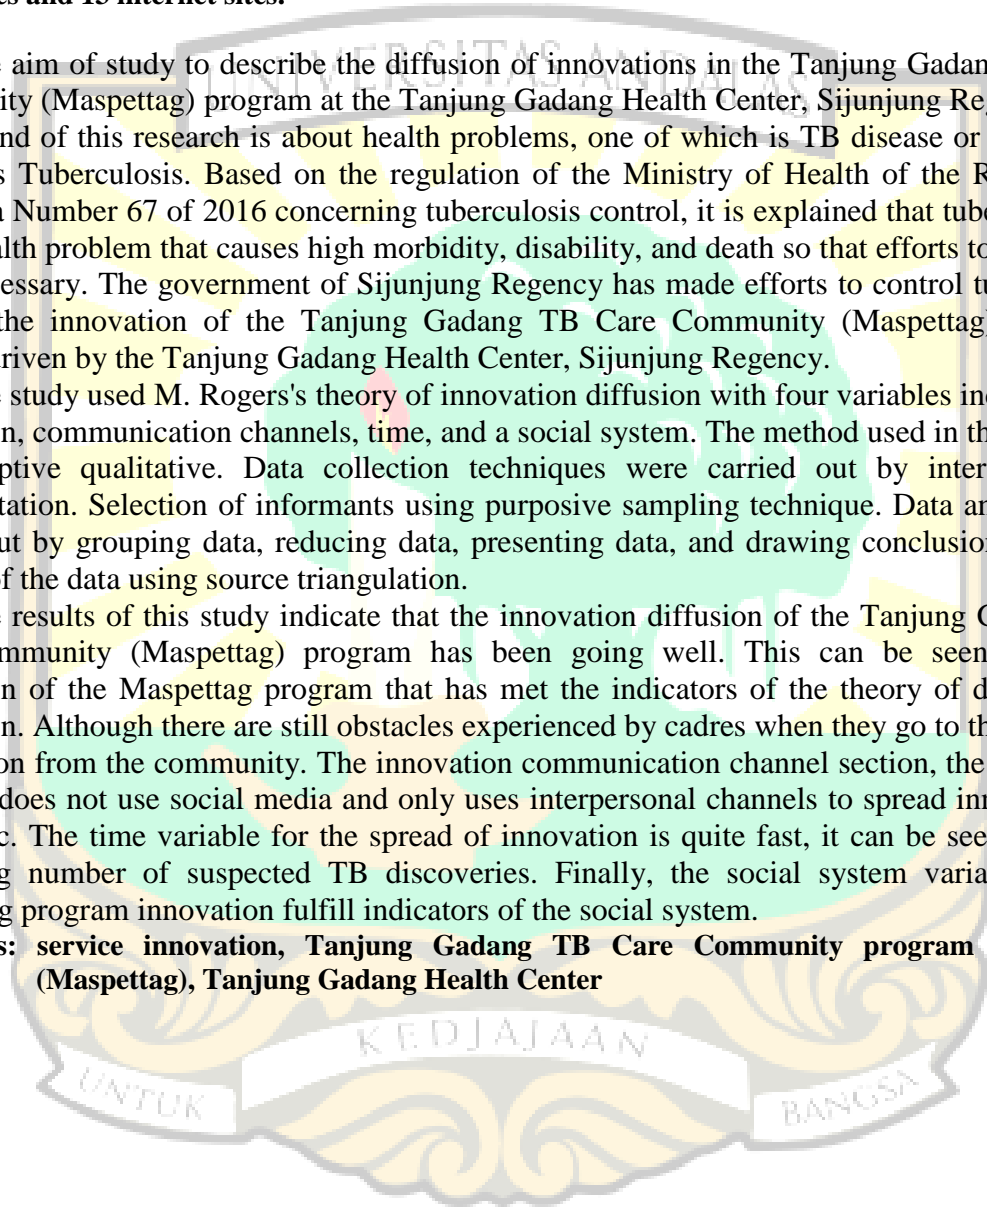 es and 15 internet sites.
e aim of study to describe the diffusion of innovations in the Tanjung Gadan
ity (Maspettag) program at the Tanjung Gadang Health Center, Sijunjung Re
nd of this research is about health problems, one of which is TB disease or
s Tuberculosis. Based on the regulation of the Ministry of Health of the R
a Number 67 of 2016 concerning tuberculosis control, it is explained that tube
alth problem that causes high morbidity, disability, and death so that efforts to
essary. The government of Sijunjung Regency has made efforts to control t
the innovation of the Tanjung Gadang TB Care Community (Maspettag)
riven by the Tanjung Gadang Health Center, Sijunjung Regency.
e study used M. Rogers's theory of innovation diffusion with four variables in
n, communication channels, time, and a social system. The method used in th
ptive qualitative. Data collection techniques were carried out by inter
tation. Selection of informants using purposive sampling technique. Data an
ut by grouping data, reducing data, presenting data, and drawing conclusion
of the data using source triangulation.
e results of this study indicate that the innovation diffusion of the Tanjung G
mmunity (Maspettag) program has been going well. This can be seen
n of the Maspettag program that has met the indicators of the theory of d
n. Although there are still obstacles experienced by cadres when they go to th
on from the community. The innovation communication channel section, the
does not use social media and only uses interpersonal channels to spread inn
c. The time variable for the spread of innovation is quite fast, it can be see
g number of suspected TB discoveries. Finally, the social system varia
g program innovation fulfill indicators of the social system.
s: service innovation, Tanjung Gadang TB Care Community program
(Maspettag), Tanjung Gadang Health Center
UNIVERSITAS ANDALAS
KEDJAJAAN
UNTUK BANGSA